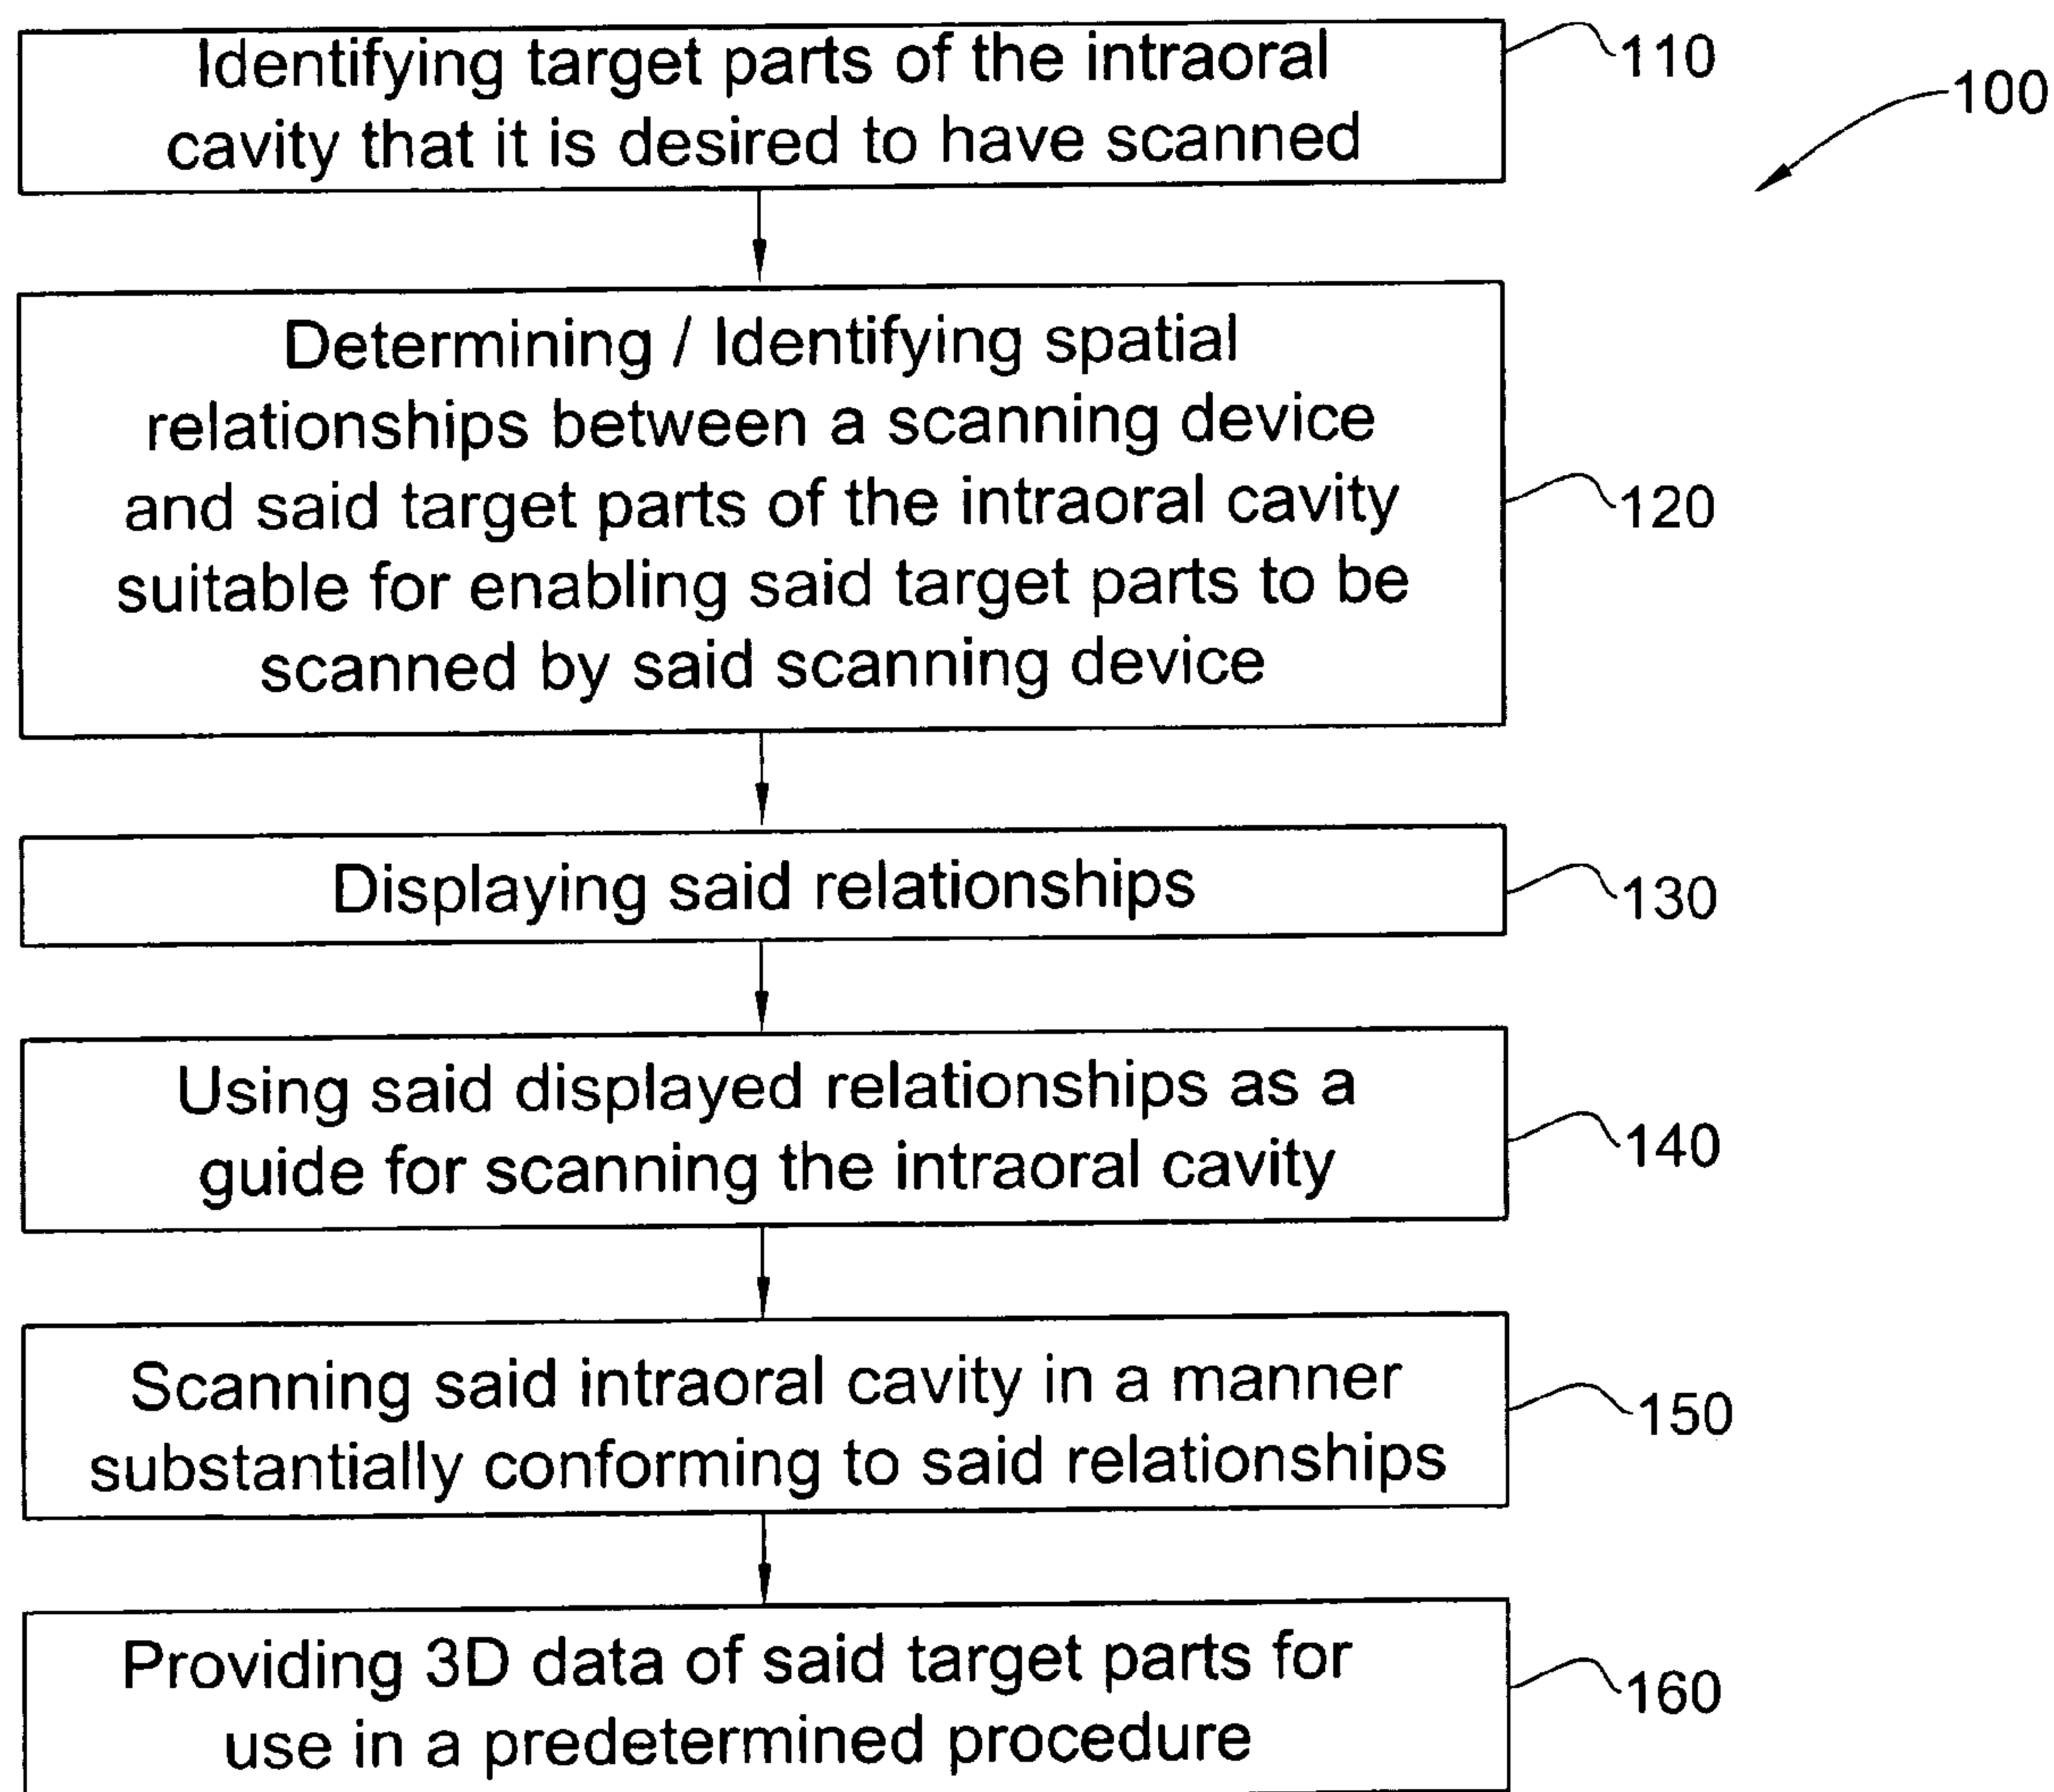 Identifying target parts of the intraoral
cavity that it is desired to have scanned
110
100
Determining / Identifying spatial
relationships between a scanning device
and said target parts of the intraoral cavity
suitable for enabling said target parts to be
scanned by said scanning device
120
Displaying said relationships
130
Using said displayed relationships as a
guide for scanning the intraoral cavity
140
Scanning said intraoral cavity in a manner
substantially conforming to said relationships
150
Providing 3D data of said target parts for
use in a predetermined procedure
160